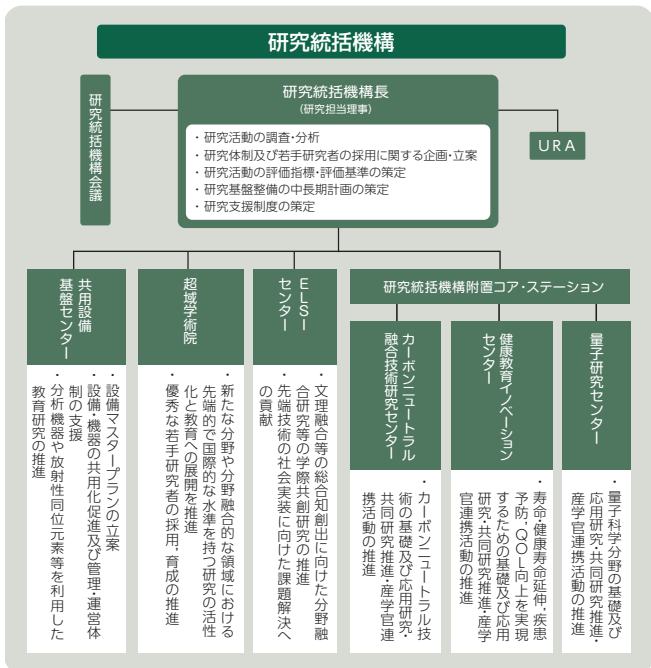 研究統括機構
研究統括機構会議
研究統括機構長
(研究担当理事)
・研究活動の調査・分析
・研究体制及び若手研究者の採用に関する企画・立案
・研究活動の評価指標・評価基準の策定
・研究基盤整備の中長期計画の策定
・研究支援制度の策定
URA
共用設備
基盤センター
・設備マスタープランの立案
・設備・機器の共用化促進及び管理・運営体
制の支援
・分析機器や放射性同位元素等を利用した
教育研究の推進
超域学術院
・新たな分野や分野融合的な領域における
先端的で国際的な水準を持つ研究の活性
化と教育への展開を推進
・優秀な若手研究者の採用、育成の推進
ELSI
センター
・文理融合等の総合知創出に向けた分野融
合研究等の学際共創研究の推進
・先端技術の社会実装に向けた課題解決へ
の貢献
研究統括機構附置コア・ステーション
カーボンニュートラル
融合技術研究センター
・カーボンニュートラル技
術の基礎及び応用研究・
共同研究推進・産学官連
携活動の推進
健康教育イノベーション
センター
・寿命・健康寿命延伸、疾患
予防、QOL向上を実現
するための基礎及び応用
研究・共同研究推進・産学
官連携活動の推進
量子研究センター
・量子科学分野の基礎及び
応用研究・共同研究推進・
産学官連携活動の推進